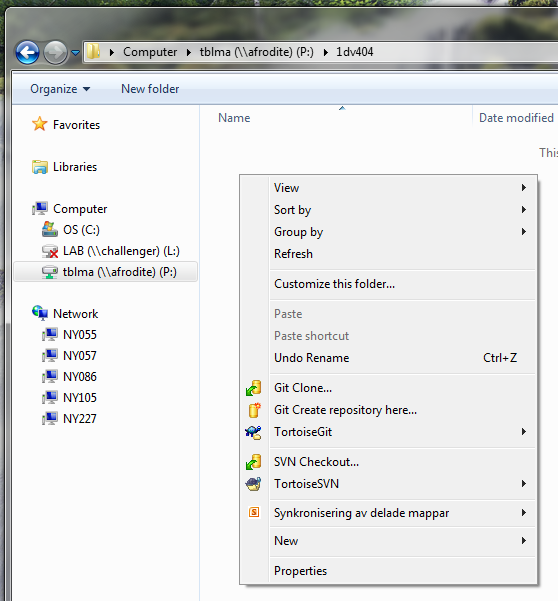 Computer ▸ tblma (\\afrodite) (P:) ▸ 1dv404
Organize
New folder
Favorites
Libraries
Computer
OS (C:)
LAB (\\challenger) (L:)
tblma (\\afrodite) (P:)
Network
NY055
NY057
NY086
NY105
NY227
Name
Date modified
This
View
Sort by
Group by
Refresh
Customize this folder...
Paste
Paste shortcut
Undo Rename Ctrl+Z
Git Clone...
Git Create repository here...
TortoiseGit
SVN Checkout...
TortoiseSVN
Synkronisering av delade mappar
New
Properties